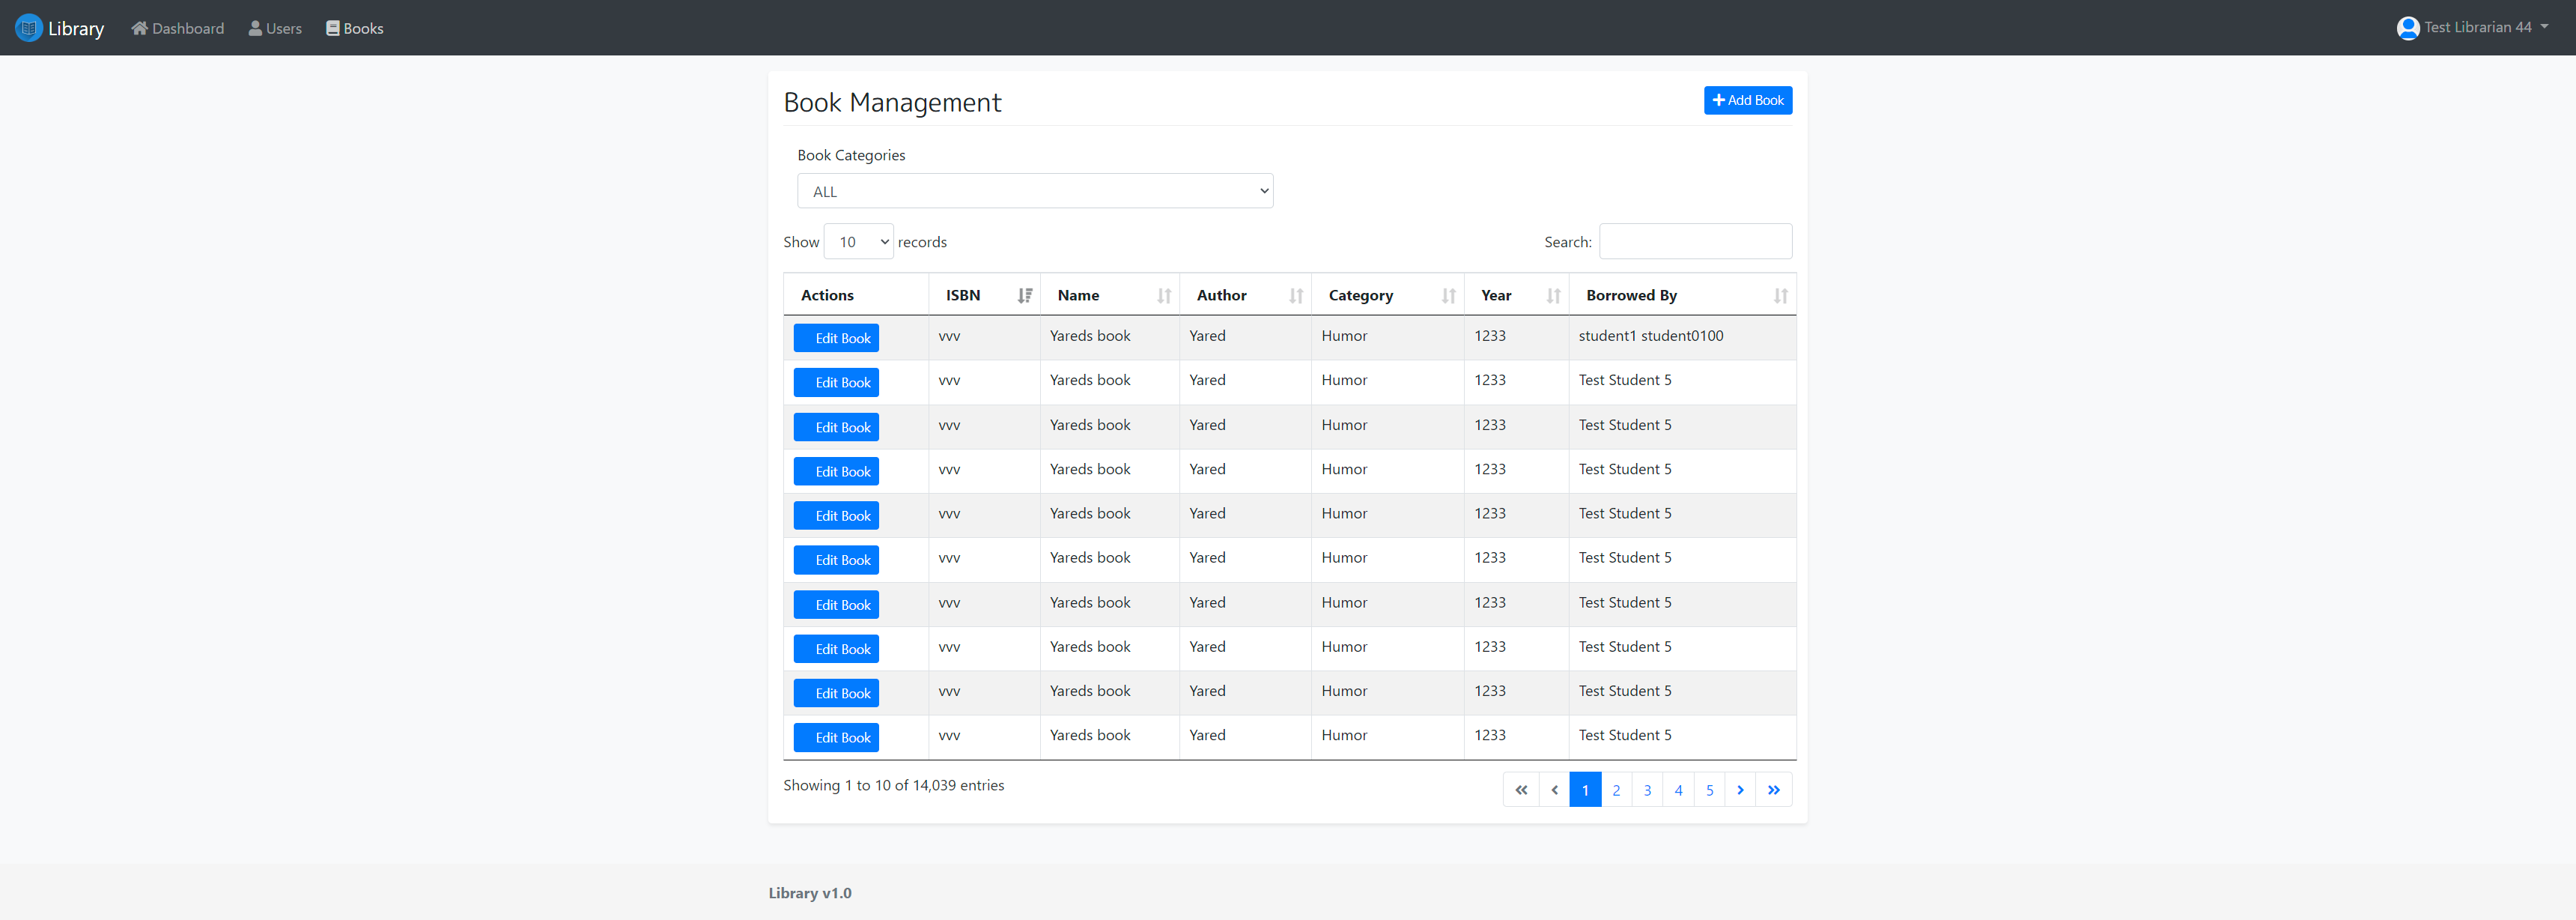 Library Dashboard Users Books Test Librarian 44
Book Management + Add Book
Book Categories
ALL
Show 10 records Search:
Actions ISBN Name Author Category Year Borrowed By
Edit Book vvv Yareds book Yared Humor 1233 student1 student0100
Edit Book vvv Yareds book Yared Humor 1233 Test Student 5
Edit Book vvv Yareds book Yared Humor 1233 Test Student 5
Edit Book vvv Yareds book Yared Humor 1233 Test Student 5
Edit Book vvv Yareds book Yared Humor 1233 Test Student 5
Edit Book vvv Yareds book Yared Humor 1233 Test Student 5
Edit Book vvv Yareds book Yared Humor 1233 Test Student 5
Edit Book vvv Yareds book Yared Humor 1233 Test Student 5
Edit Book vvv Yareds book Yared Humor 1233 Test Student 5
Edit Book vvv Yareds book Yared Humor 1233 Test Student 5
Showing 1 to 10 of 14,039 entries « ‹ 1 2 3 4 5 › »
Library v1.0